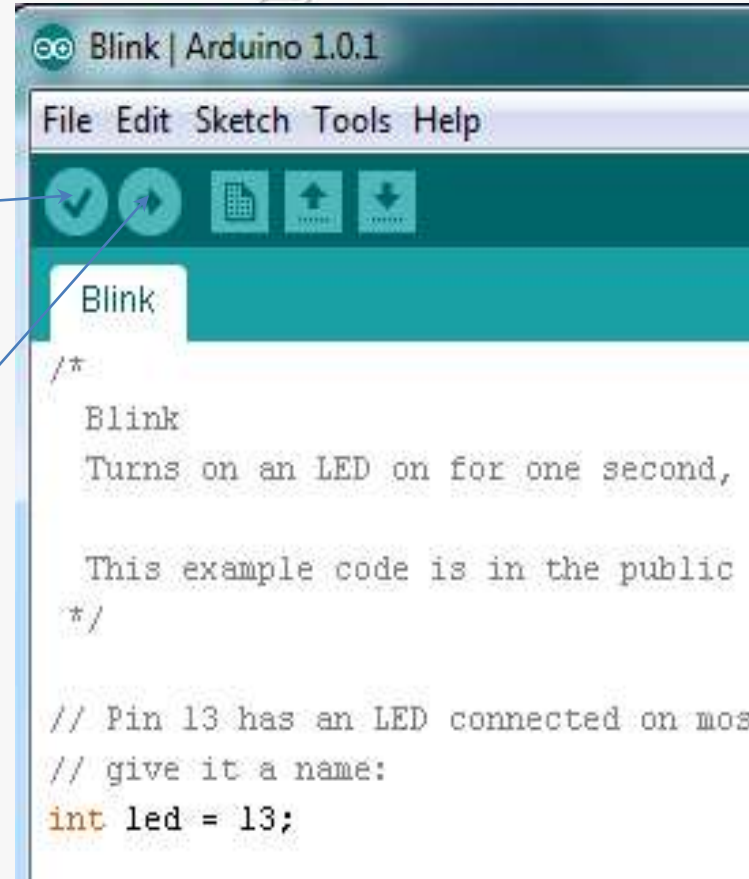 Blink | Arduino 1.0.1
File Edit Sketch Tools Help
Blink
/*
Blink
Turns on an LED on for one second,
This example code is in the public
*/
// Pin 13 has an LED connected on mos
// give it a name:
int led = 13;